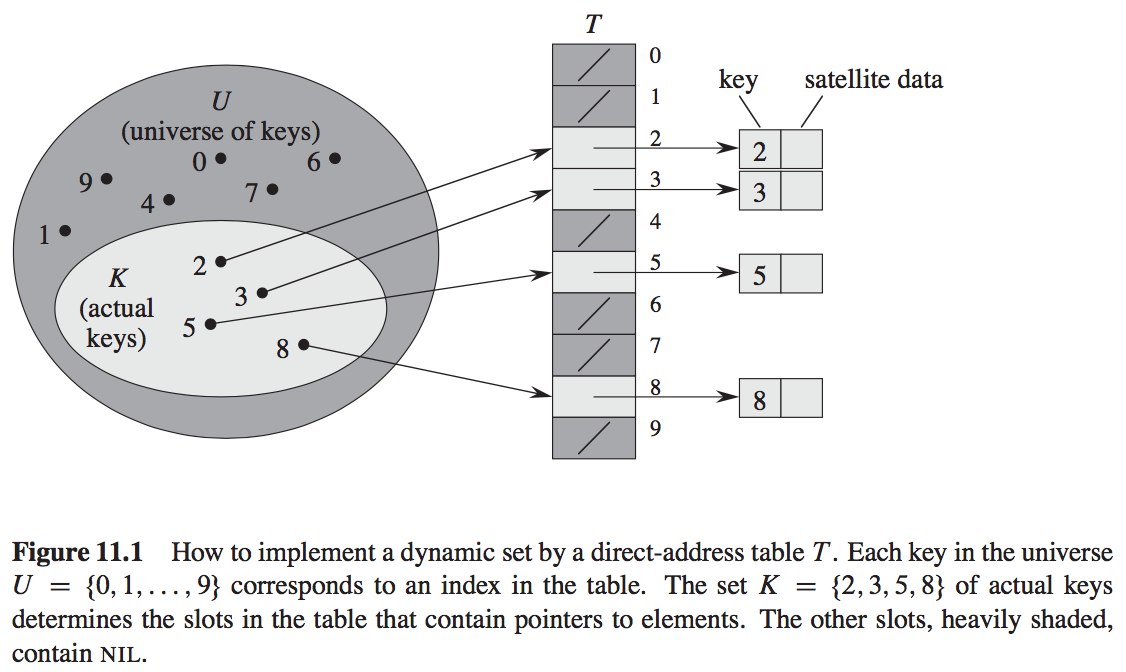 T
U
(universe of keys)
0
6
9
7
4
1
K
(actual
keys)
2
3
5
8
0
1
2
3
4
5
6
7
8
9
key satellite data
2
3
5
8
Figure 11.1 How to implement a dynamic set by a direct-address table T. Each key in the universe
U = {0, 1, . . . , 9} corresponds to an index in the table. The set K = {2, 3, 5, 8} of actual keys
determines the slots in the table that contain pointers to elements. The other slots, heavily shaded,
contain NIL.